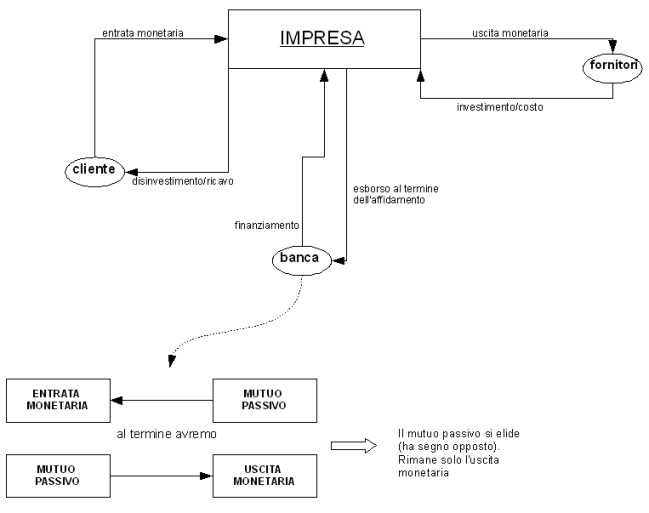 IMPRESA
entrata monetaria
uscita monetaria
fornitori
investimento/costo
cliente
disinvestimento/ricavo
esborso al termine
dell'affidamento
finanziamento
banca
ENTRATA
MONETARIA
MUTUO
PASSIVO
al termine avremo
MUTUO
PASSIVO
USCITA
MONETARIA
Il mutuo passivo si elide
(ha segno opposto).
Rimane solo l'uscita
monetaria